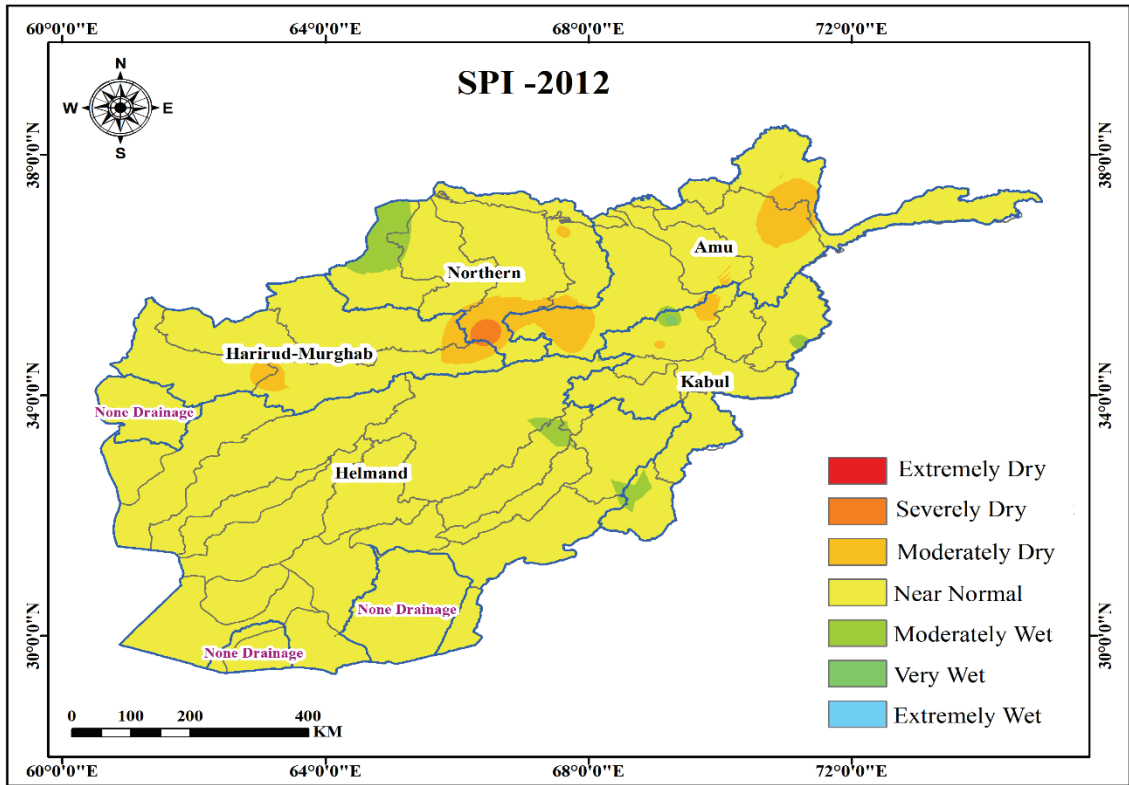 60°0'0"E 64°0'0"E 68°0'0"E 72°0'0"E
SPI -2012
N
W E
S
38°0'0"N 38°0'0"N
Amu
Northern
Harirud-Murghab
Kabul
34°0'0"N 34°0'0"N
None Drainage
Helmand
Extremely Dry
Severely Dry
Moderately Dry
Near Normal
None Drainage
Moderately Wet
30°0'0"N 30°0'0"N
None Drainage
Very Wet
Extremely Wet
0 100 200 400
KM
60°0'0"E 64°0'0"E 68°0'0"E 72°0'0"E